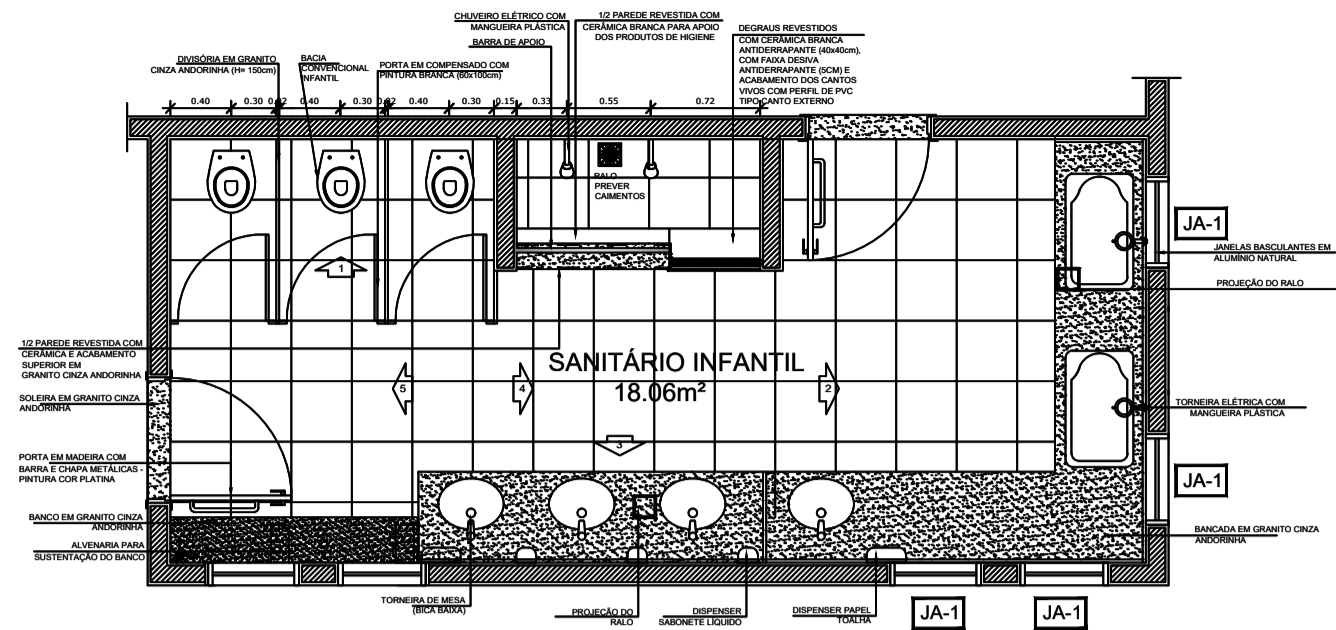 CHUVEIRO ELÉTRICO COM
MANGUEIRA PLÁSTICA
1/2 PAREDE REVESTIDA COM
CERÂMICA BRANCA PARA APOIO
DOS PRODUTOS DE HIGIENE
DEGRAUS REVESTIDOS
COM CERÂMICA BRANCA
ANTIDERRAPANTE (40x40cm),
COM FAIXA DESIVA
ANTIDERRAPANTE (5CM) E
ACABAMENTO DOS CANTOS
VIVOS COM PERFIL DE PVC
TIPO CANTO EXTERNO
BARRA DE APOIO
DIVISÓRIA EM GRANITO
CINZA ANDORINHA (H= 150cm)
BACIA
CONVENCIONAL
INFANTIL
PORTA EM COMPENSADO COM
PINTURA BRANCA (60x100cm)
0.40 0.30 0.02 0.40 0.30 0.02 0.40 0.30 0.15 0.33 0.55 0.72
RALO
PREVER
CAIMENTOS
1
JA-1
JANELAS BASCULANTES EM
ALUMÍNIO NATURAL
PROJEÇÃO DO RALO
1/2 PAREDE REVESTIDA COM
CERÂMICA E ACABAMENTO
SUPERIOR EM
GRANITO CINZA ANDORINHA
SANITÁRIO INFANTIL
18.06m²
5
4
2
3
SOLEIRA EM GRANITO CINZA
ANDORINHA
TORNEIRA ELÉTRICA COM
MANGUEIRA PLÁSTICA
PORTA EM MADEIRA COM
BARRA E CHAPA METÁLICAS -
PINTURA COR PLATINA
JA-1
BANCO EM GRANITO CINZA
ANDORINHA
BANCADA EM GRANITO CINZA
ANDORINHA
ALVENARIA PARA
SUSTENTAÇÃO DO BANCO
TORNEIRA DE MESA
(BICA BAIXA)
PROJEÇÃO DO
RALO
DISPENSER
SABONETE LÍQUIDO
DISPENSER PAPEL
TOALHA
JA-1
JA-1